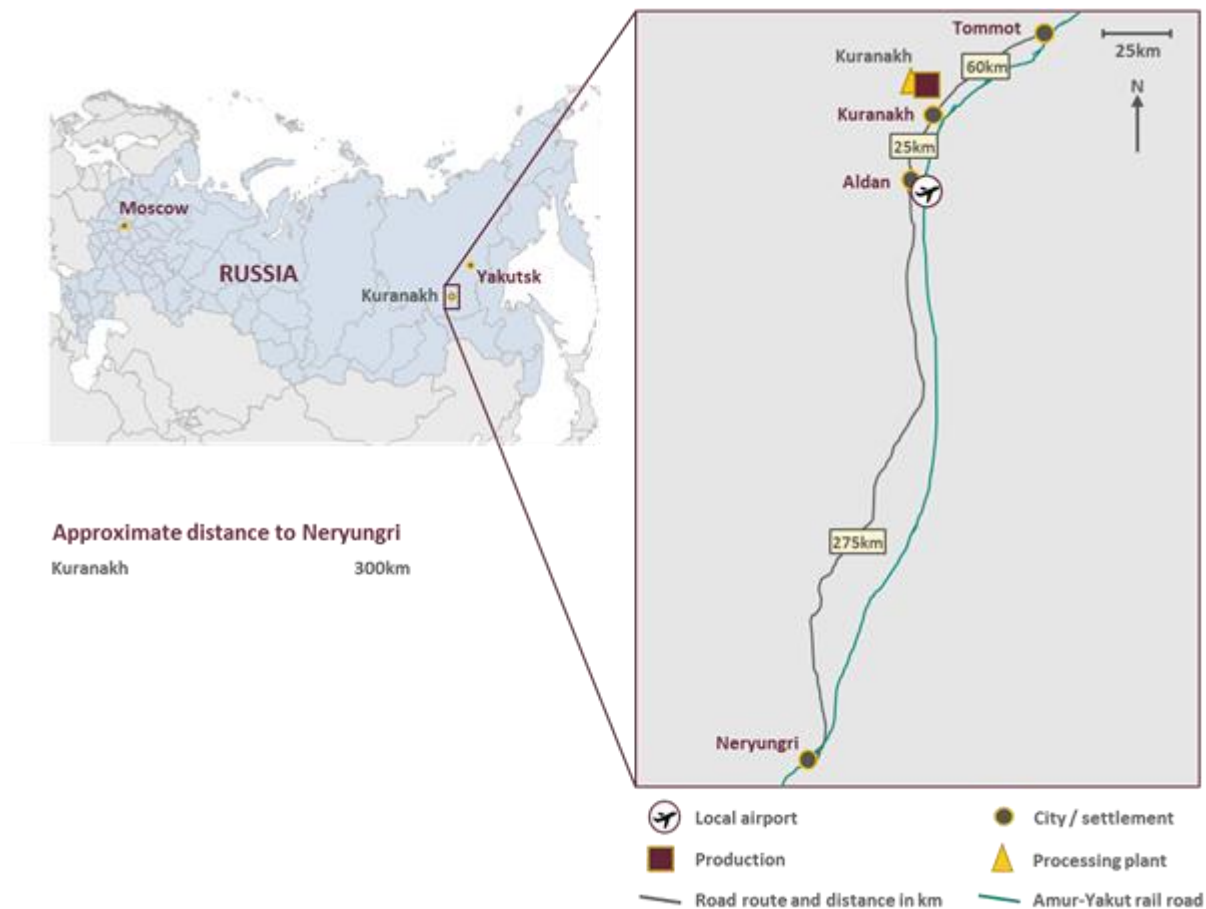 Moscow
RUSSIA
Yakutsk
Kuranakh
Approximate distance to Neryungri
Kuranakh 300km
Tommot
25km
Kuranakh
60km
N
Kuranakh
25km
Aldan
275km
Neryungri
Local airport
City / settlement
Production
Processing plant
Road route and distance in km
Amur-Yakut rail road